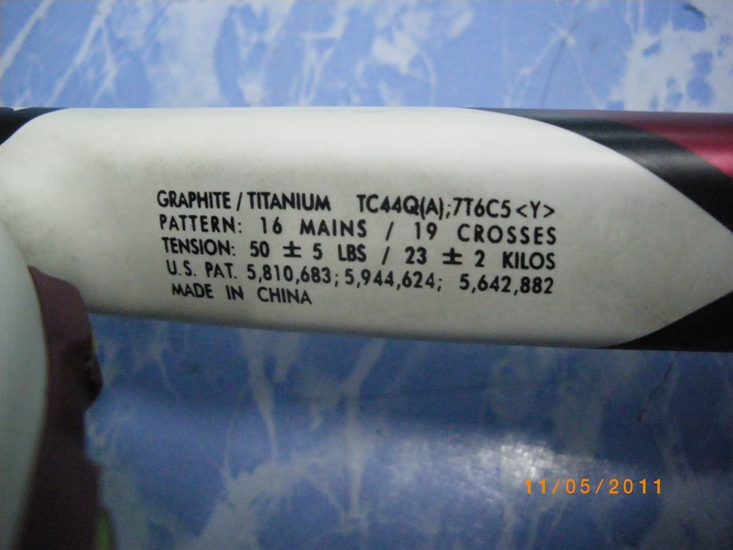 GRAPHITE / TITANIUM TC44Q(A);7T6C5<Y>
PATTERN: 16 MAINS / 19 CROSSES
TENSION: 50 ± 5 LBS / 23 ± 2 KILOS
U.S. PAT. 5,810,683; 5,944,624; 5,642,882
MADE IN CHINA
11/05/2011